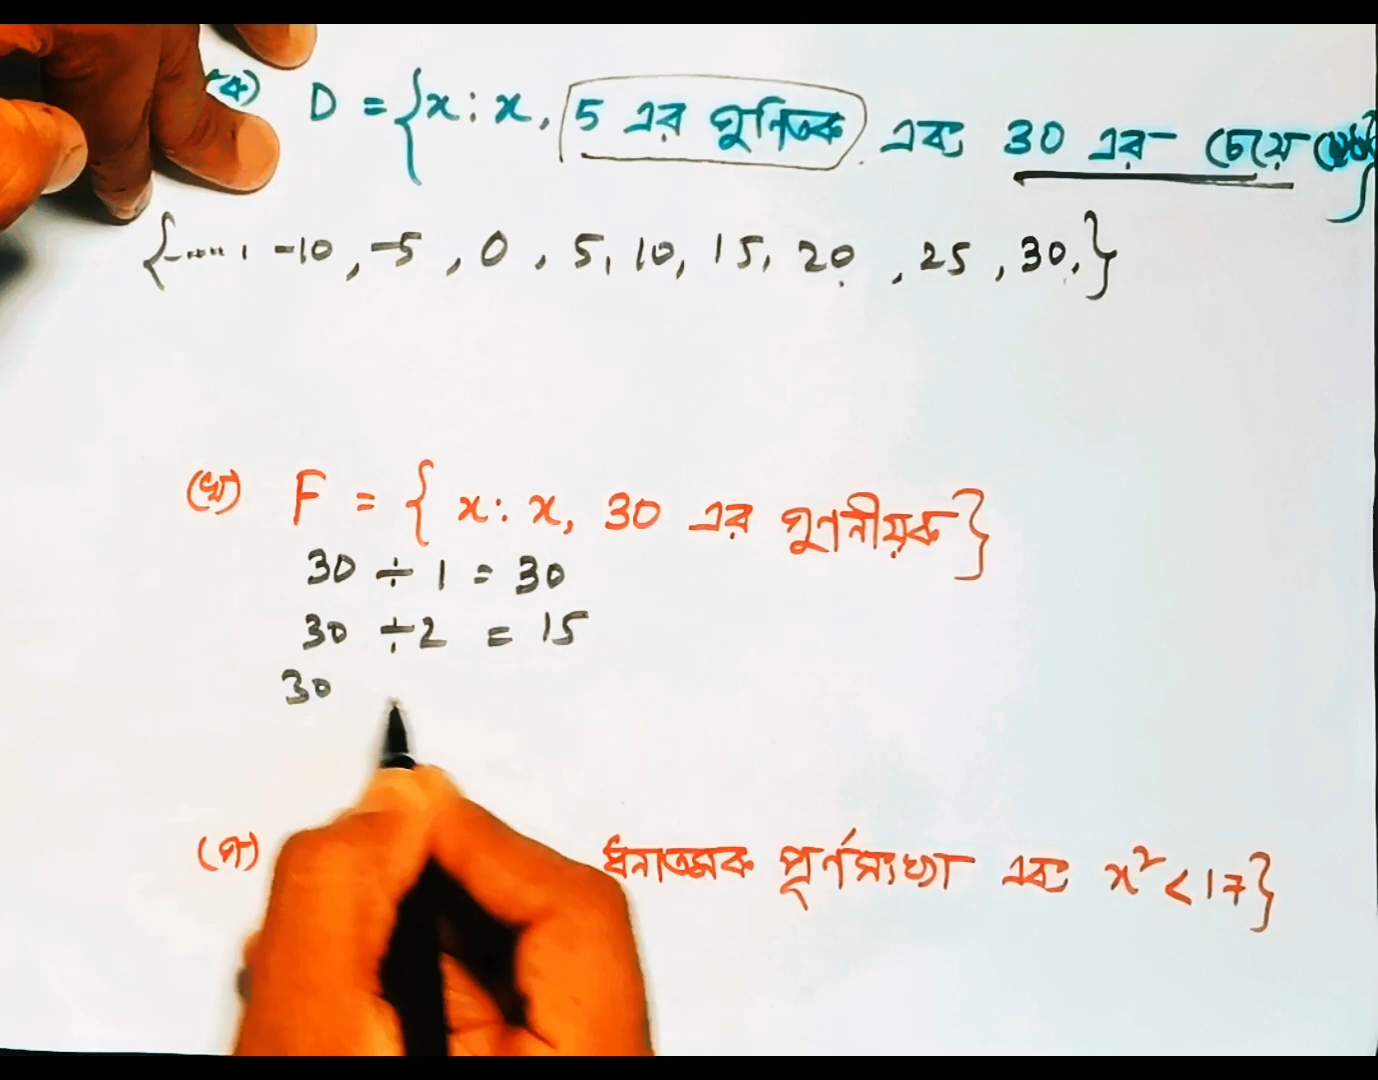 (ক) D = {x : x, 5 এর গুণিতক এবং 30 এর চেয়ে ছোট}
{..... , -10, -5, 0, 5, 10, 15, 20, 25, 30,}
(খ) F = { x : x, 30 এর গুণনীয়ক}
30 ÷ 1 = 30
30 ÷ 2 = 15
30
(গ) ধনাত্মক পূর্ণসংখ্যা এবং x² < 17}